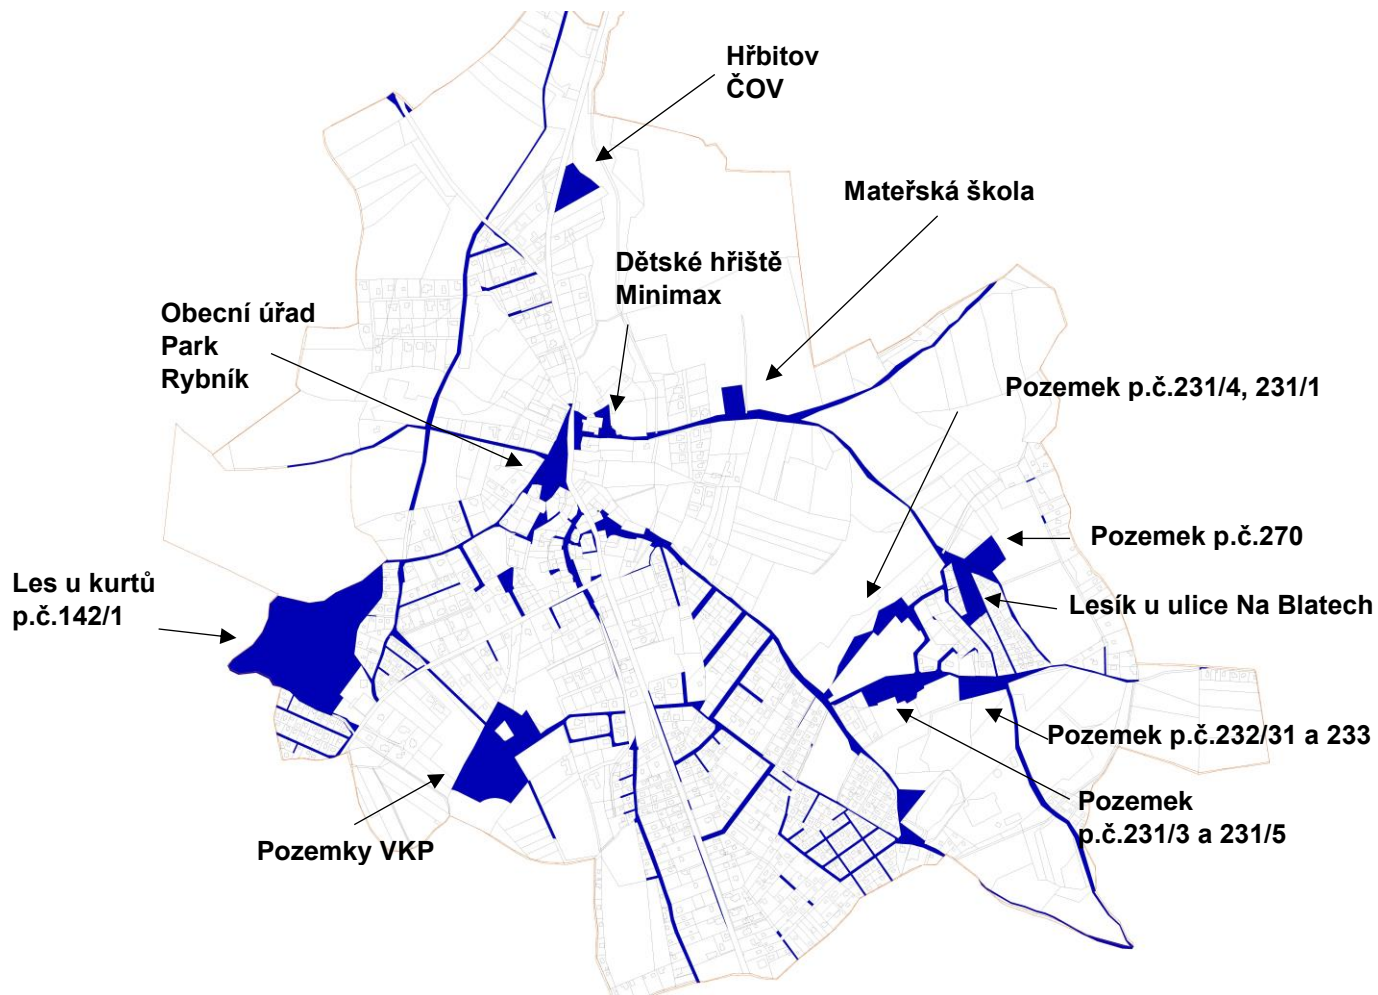 Hřbitov
ČOV
Mateřská škola
Dětské hřiště
Minimax
Obecní úřad
Park
Rybník
Pozemek p.č.231/4, 231/1
Pozemek p.č.270
Les u kurtů
p.č.142/1
Lesík u ulice Na Blatech
Pozemek p.č.232/31 a 233
Pozemek
p.č.231/3 a 231/5
Pozemky VKP